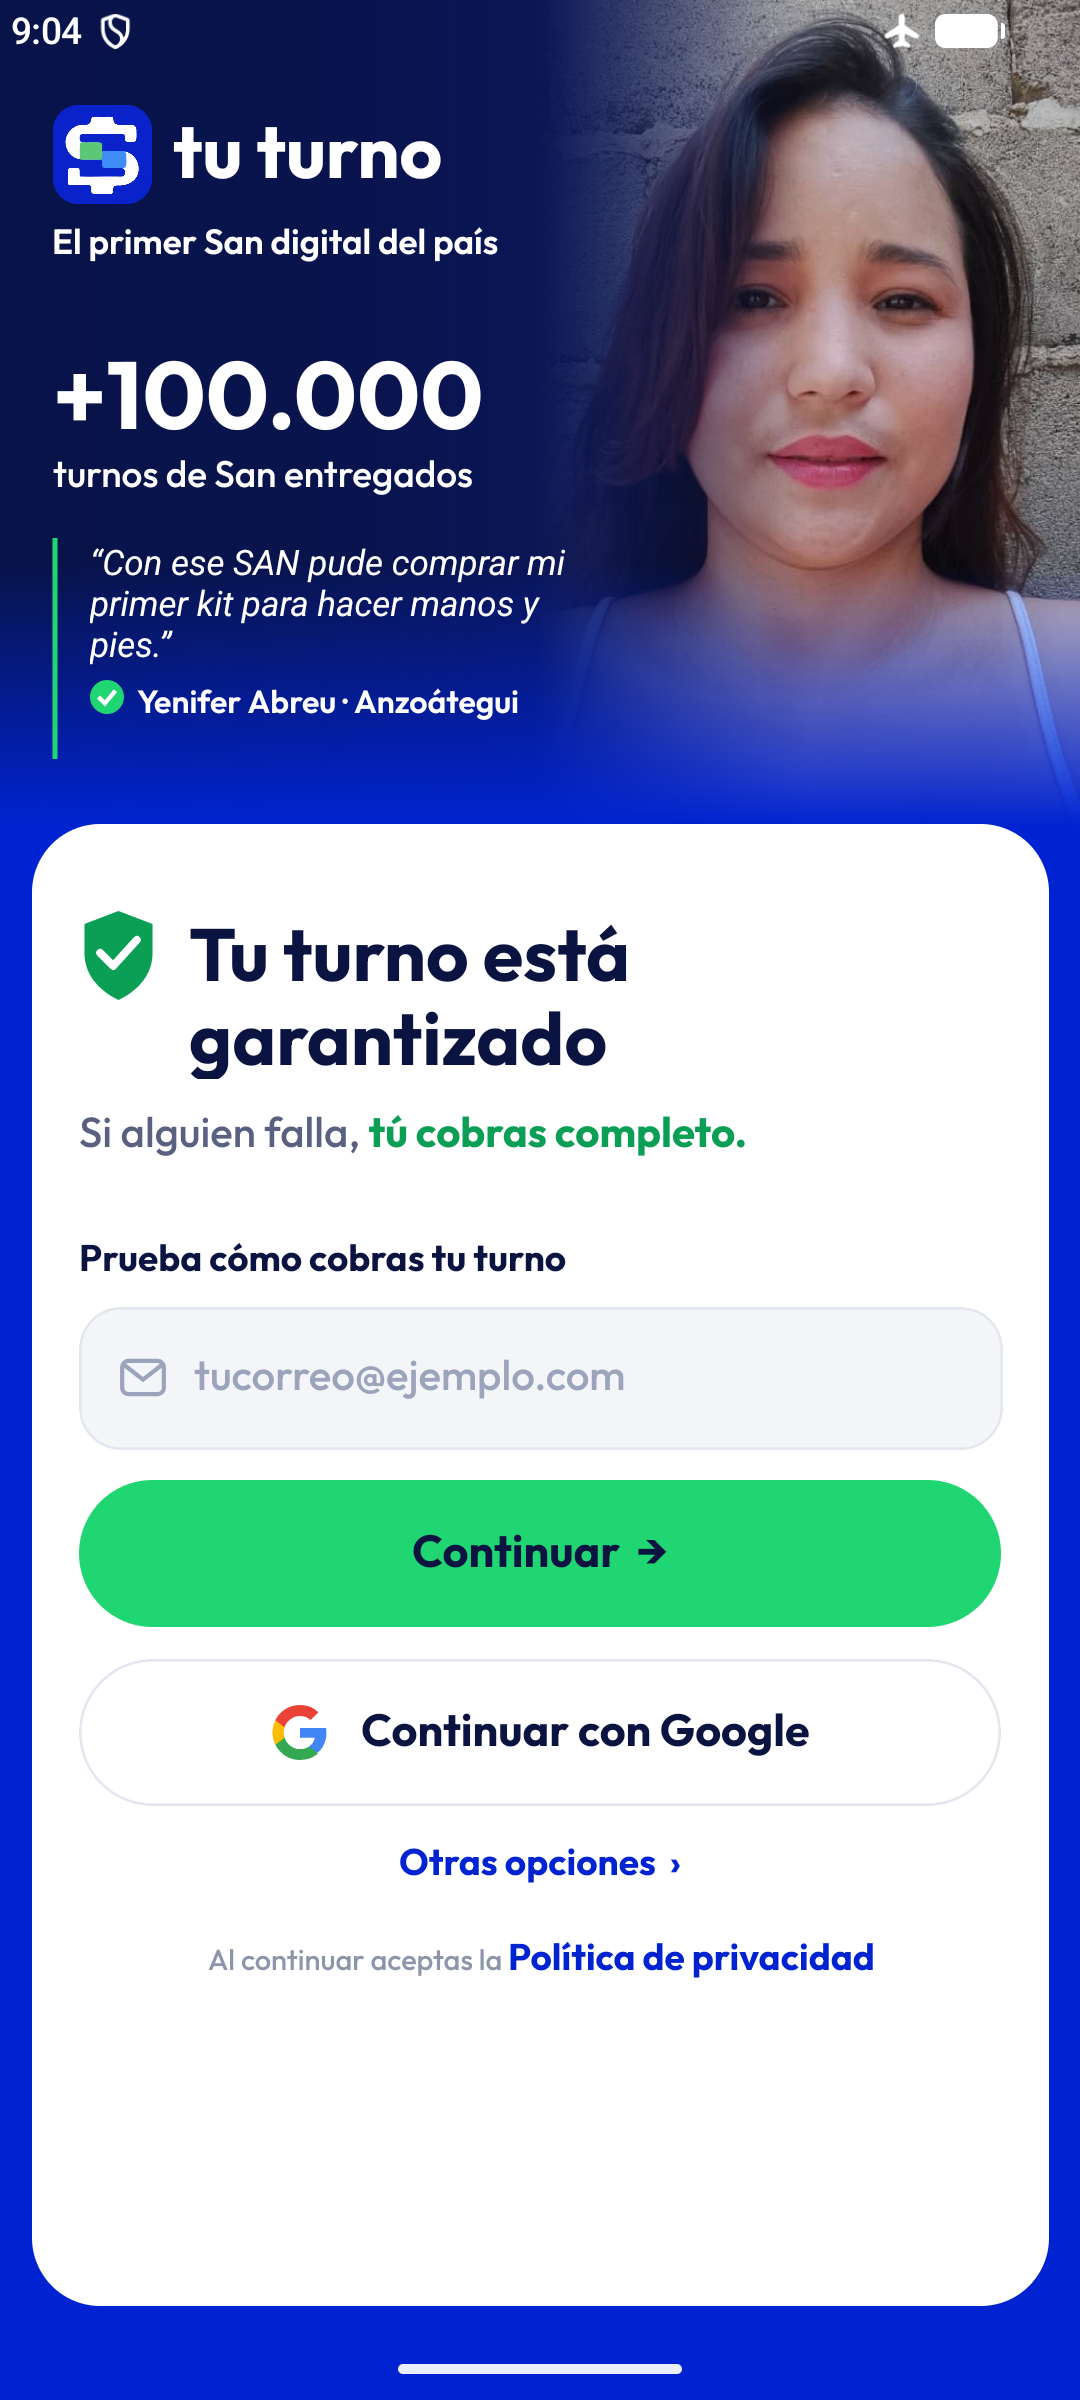 9:04
tu turno
El primer San digital del país
+100.000
turnos de San entregados
“Con ese SAN pude comprar mi
primer kit para hacer manos y
pies.”
Yenifer Abreu · Anzoátegui
Tu turno está
garantizado
Si alguien falla, tú cobras completo.
Prueba cómo cobras tu turno
tucorreo@ejemplo.com
Continuar →
Continuar con Google
Otras opciones ›
Al continuar aceptas la Política de privacidad